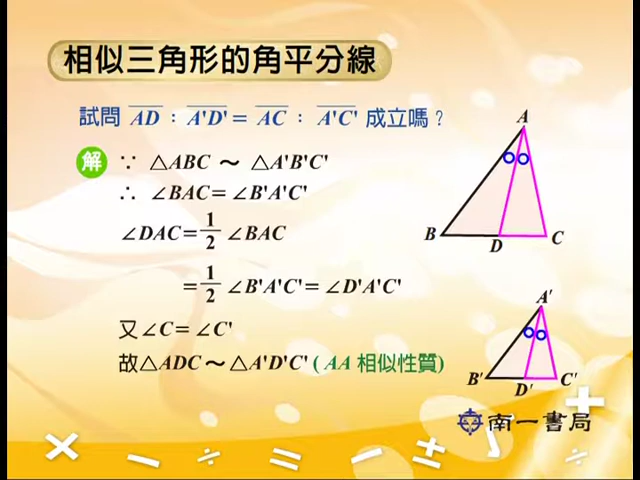 相似三角形的角平分線
試問 AD : A'D' = AC : A'C' 成立嗎?
解 ∵ △ABC ～ △A'B'C'
∴ ∠BAC = ∠B'A'C'
∠DAC = 1/2 ∠BAC
= 1/2 ∠B'A'C' = ∠D'A'C'
又 ∠C = ∠C'
故 △ADC ～ △A'D'C' ( AA 相似性質)
A
B
D
C
A'
B'
D'
C'
南一書局